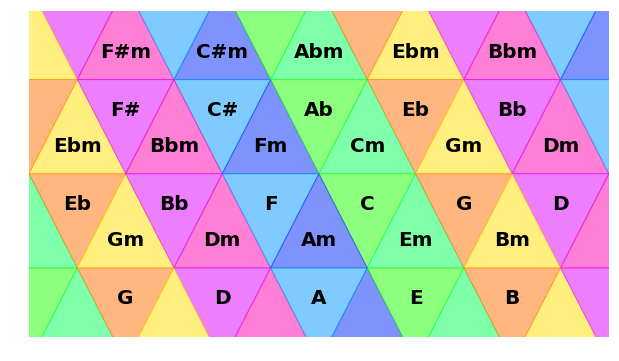 F#m C#m Abm Ebm Bbm
F# C# Ab Eb Bb
Ebm Bbm Fm Cm Gm Dm
Eb Bb F C G D
Gm Dm Am Em Bm
G D A E B